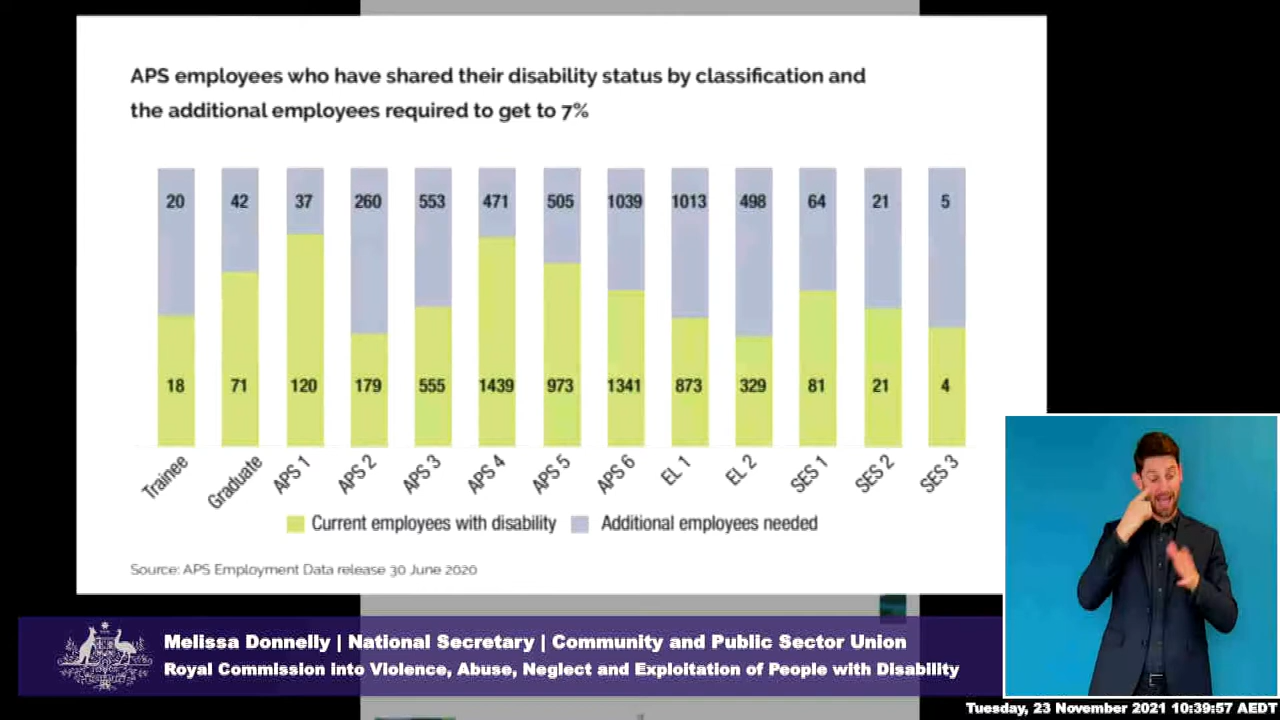 APS employees who have shared their disability status by classification and
the additional employees required to get to 7%
20 42 37 260 553 471 505 1039 1013 498 64 21 5
18 71 120 179 555 1439 973 1341 873 329 81 21 4
Trainee Graduate APS 1 APS 2 APS 3 APS 4 APS 5 APS 6 EL 1 EL 2 SES 1 SES 2 SES 3
Current employees with disability Additional employees needed
Source: APS Employment Data release 30 June 2020
Melissa Donnelly | National Secretary | Community and Public Sector Union
Royal Commission into Violence, Abuse, Neglect and Exploitation of People with Disability
Tuesday, 23 November 2021 10:39:57 AEDT